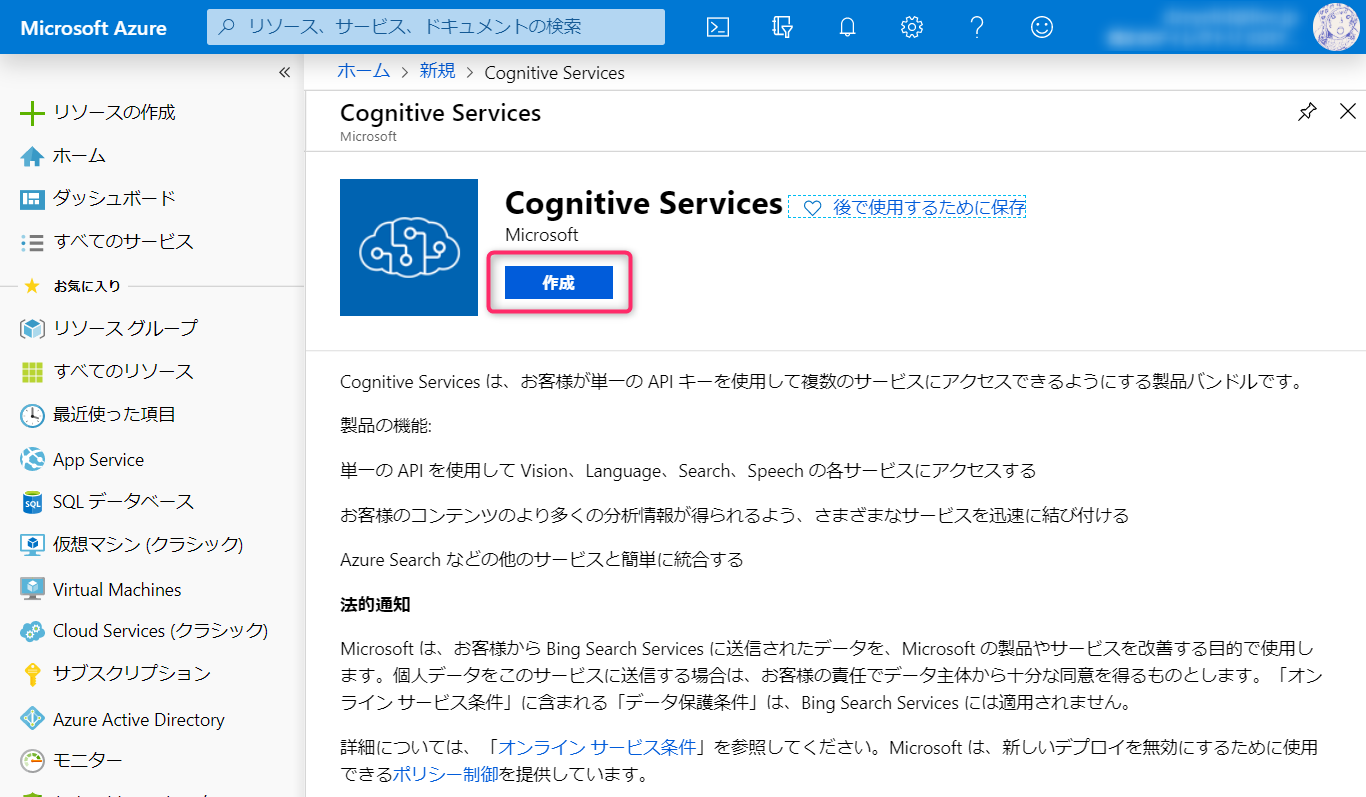 Microsoft Azure
リソース、サービス、ドキュメントの検索
ホーム > 新規 > Cognitive Services
リソースの作成
ホーム
ダッシュボード
すべてのサービス
お気に入り
リソース グループ
すべてのリソース
最近使った項目
App Service
SQL
SQL データベース
仮想マシン (クラシック)
Virtual Machines
Cloud Services (クラシック)
サブスクリプション
Azure Active Directory
モニター
Cognitive Services
Microsoft
Cognitive Services
後で使用するために保存
Microsoft
作成
Cognitive Services は、お客様が単一の API キーを使用して複数のサービスにアクセスできるようにする製品バンドルです。
製品の機能:
単一の API を使用して Vision、Language、Search、Speech の各サービスにアクセスする
お客様のコンテンツのより多くの分析情報が得られるよう、さまざまなサービスを迅速に結び付ける
Azure Search などの他のサービスと簡単に統合する
法的通知
Microsoft は、お客様から Bing Search Services に送信されたデータを、Microsoft の製品やサービスを改善する目的で使用し
ます。個人データをこのサービスに送信する場合は、お客様の責任でデータ主体から十分な同意を得るものとします。「オン
ライン サービス条件」に含まれる「データ保護条件」は、Bing Search Services には適用されません。
詳細については、「オンライン サービス条件」を参照してください。Microsoft は、新しいデプロイを無効にするために使用
できるポリシー制御を提供しています。